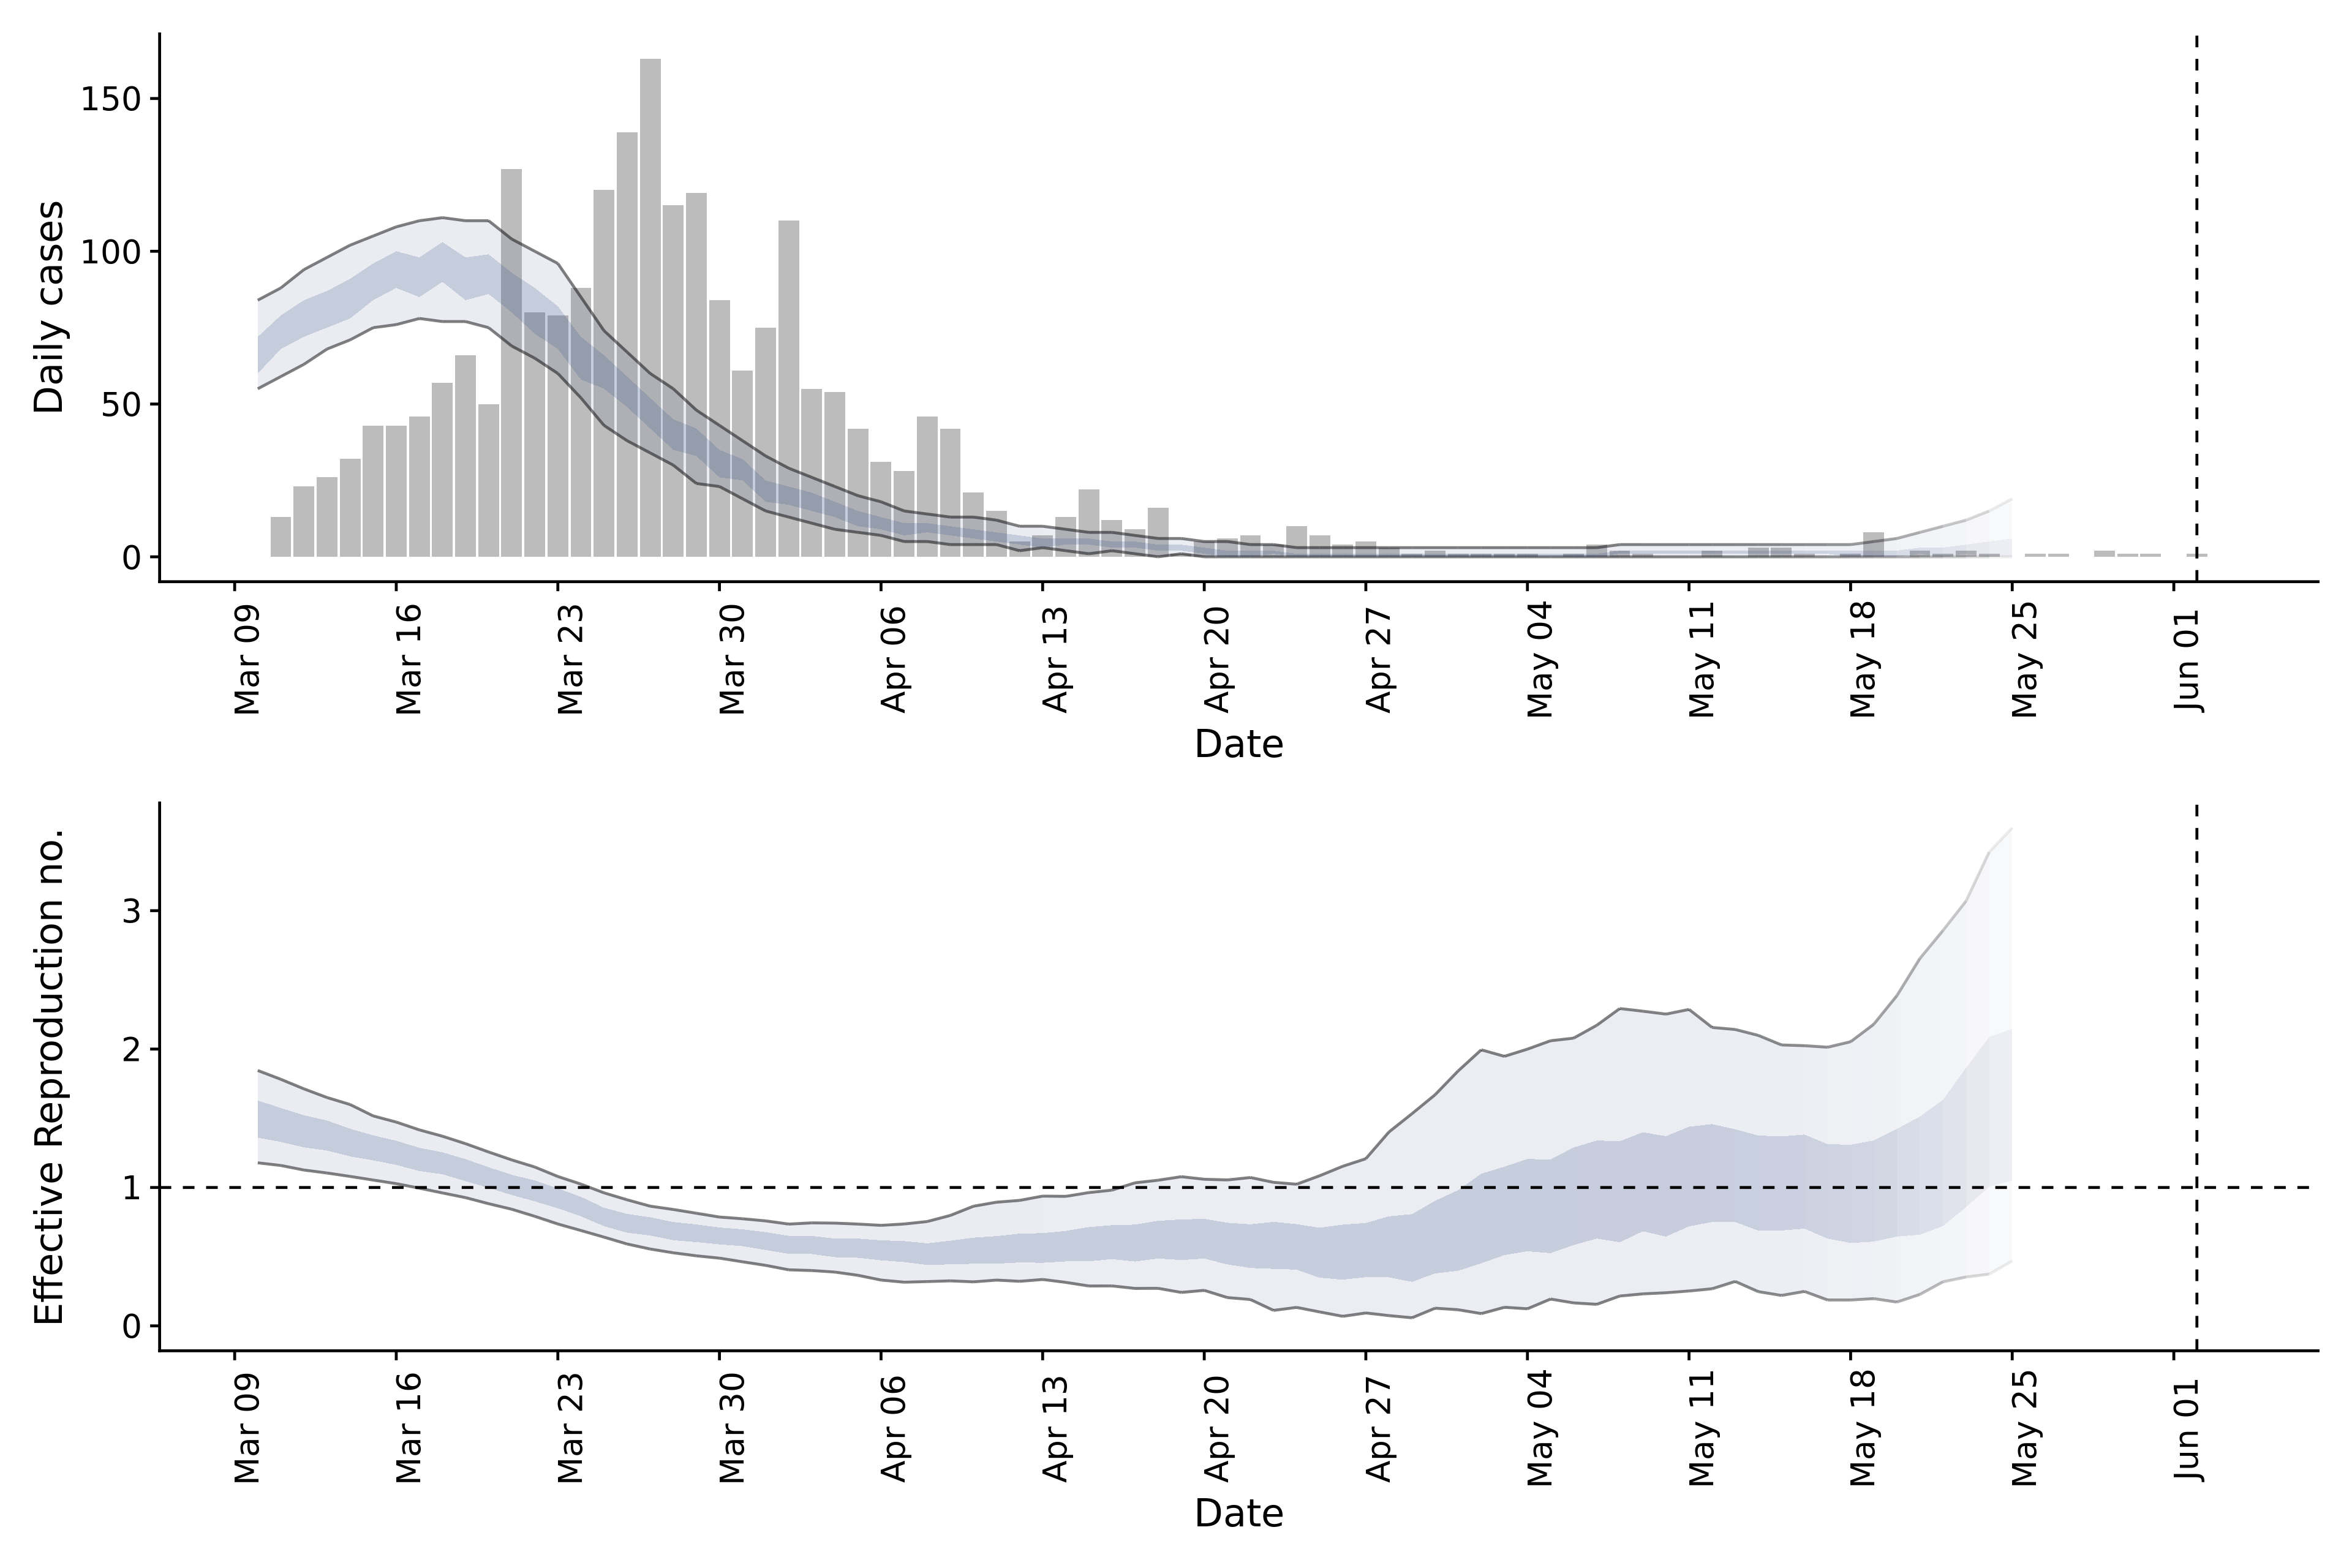 Daily cases
150
100
50
0
Mar 09
Mar 16
Mar 23
Mar 30
Apr 06
Apr 13
Apr 20
Apr 27
May 04
May 11
May 18
May 25
Jun 01
Date
Effective Reproduction no.
3
2
1
0
Mar 09
Mar 16
Mar 23
Mar 30
Apr 06
Apr 13
Apr 20
Apr 27
May 04
May 11
May 18
May 25
Jun 01
Date